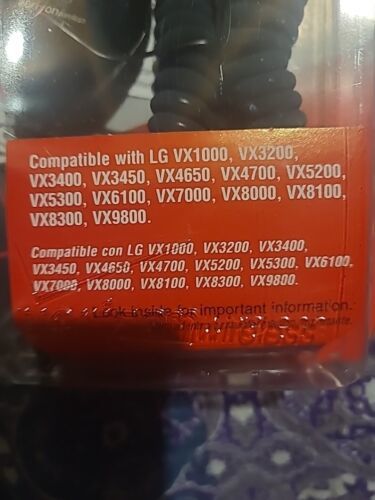 Compatible with LG VX1000, VX3200,
VX3400, VX3450, VX4650, VX4700, VX5200,
VX5300, VX6100, VX7000, VX8000, VX8100,
VX8300, VX9800.
Compatible con LG VX1000, VX3200, VX3400,
VX3450, VX4650, VX4700, VX5200, VX5300, VX6100,
VX7000, VX8000, VX8100, VX8300, VX9800.
Look inside for important information.